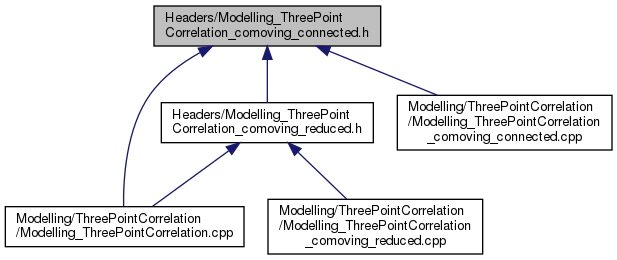 Headers/Modelling_ThreePoint
Correlation_comoving_connected.h
Headers/Modelling_ThreePoint
Correlation_comoving_reduced.h
Modelling/ThreePointCorrelation
/Modelling_ThreePointCorrelation
_comoving_connected.cpp
Modelling/ThreePointCorrelation
/Modelling_ThreePointCorrelation.cpp
Modelling/ThreePointCorrelation
/Modelling_ThreePointCorrelation
_comoving_reduced.cpp